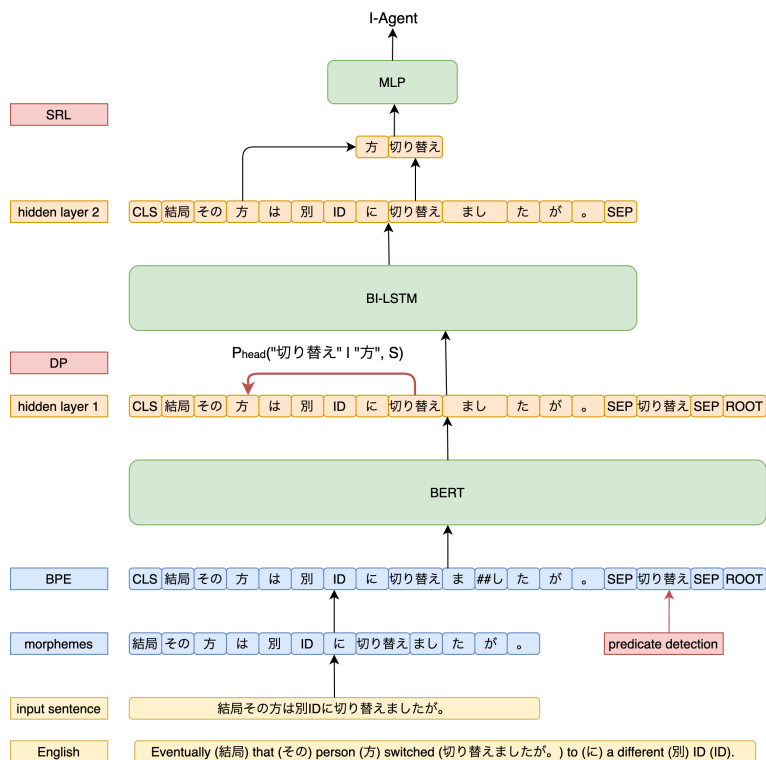 I-Agent
MLP
SRL
方 切り替え
hidden layer 2 CLS 結局 その 方 は 別 ID に 切り替え まし た が 。 SEP
BI-LSTM
Phead("切り替え" | "方", S)
DP
hidden layer 1 CLS 結局 その 方 は 別 ID に 切り替え まし た が 。 SEP 切り替え SEP ROOT
BERT
BPE CLS 結局 その 方 は 別 ID に 切り替え ま ##し た が 。 SEP 切り替え SEP ROOT
morphemes 結局 その 方 は 別 ID に 切り替え まし た が 。 predicate detection
input sentence 結局その方は別IDに切り替えましたが。
English Eventually (結局) that (その) person (方) switched (切り替えましたが。) to (に) a different (別) ID (ID).